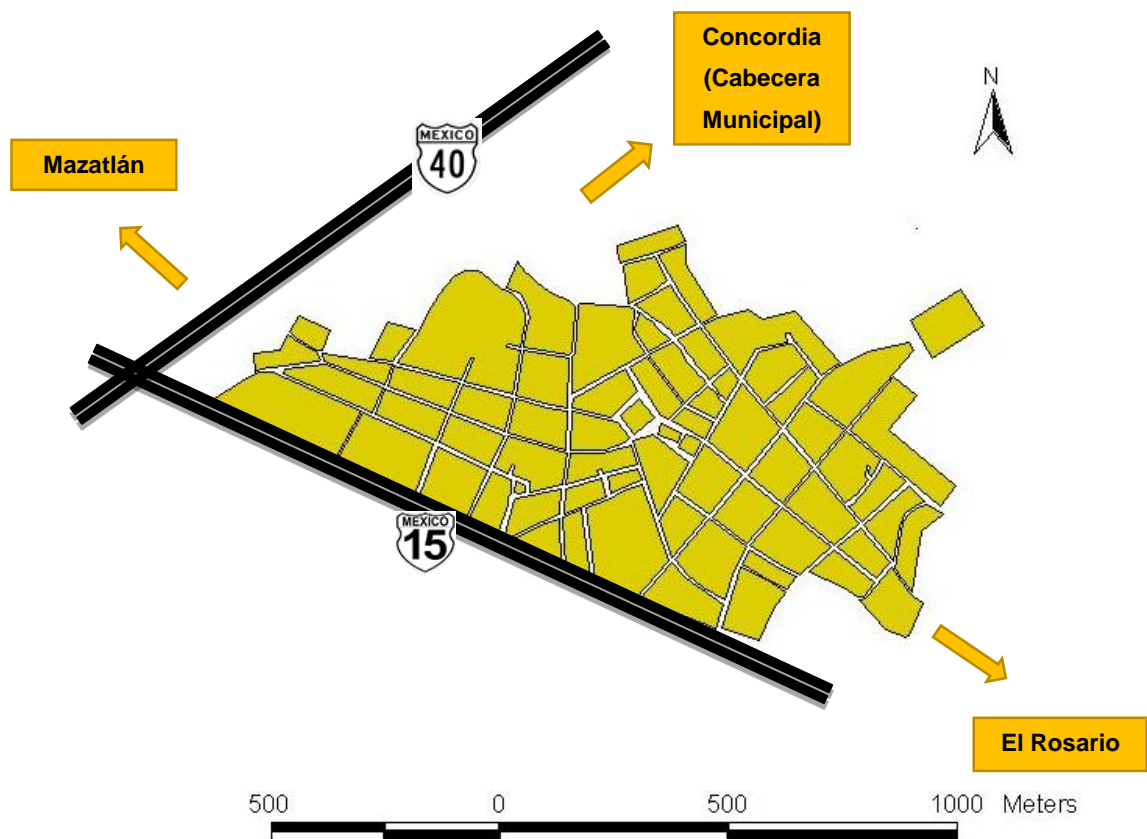 Concordia
(Cabecera
Municipal)
N
Mazatlán
MEXICO
40
MEXICO
15
El Rosario
500 0 500 1000 Meters